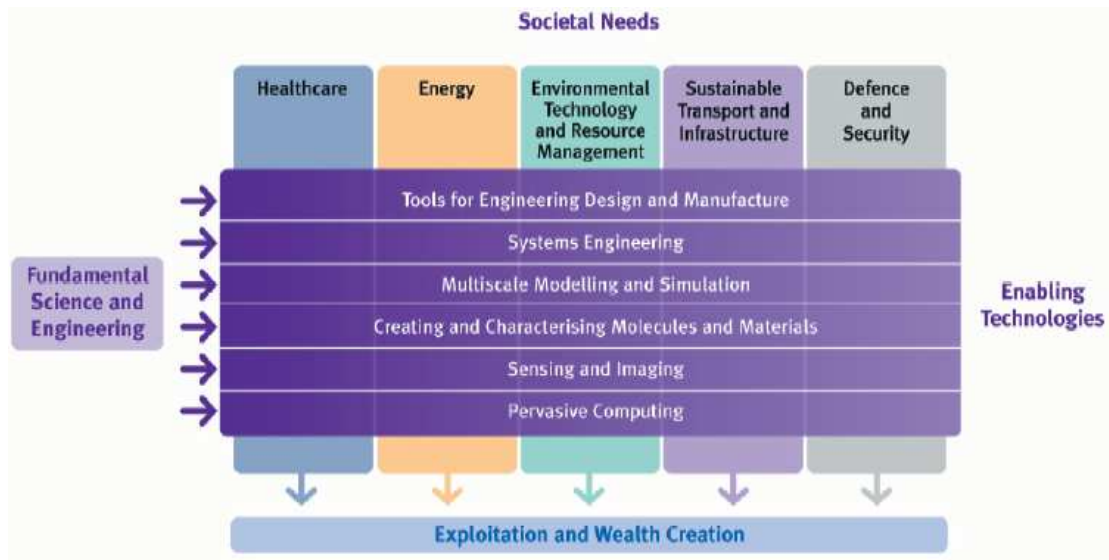 Societal Needs
Healthcare
Energy
Environmental
Technology
and Resource
Management
Sustainable
Transport and
Infrastructure
Defence
and
Security
Tools for Engineering Design and Manufacture
Systems Engineering
Multiscale Modelling and Simulation
Creating and Characterising Molecules and Materials
Sensing and Imaging
Pervasive Computing
Fundamental
Science and
Engineering
Enabling
Technologies
Exploitation and Wealth Creation